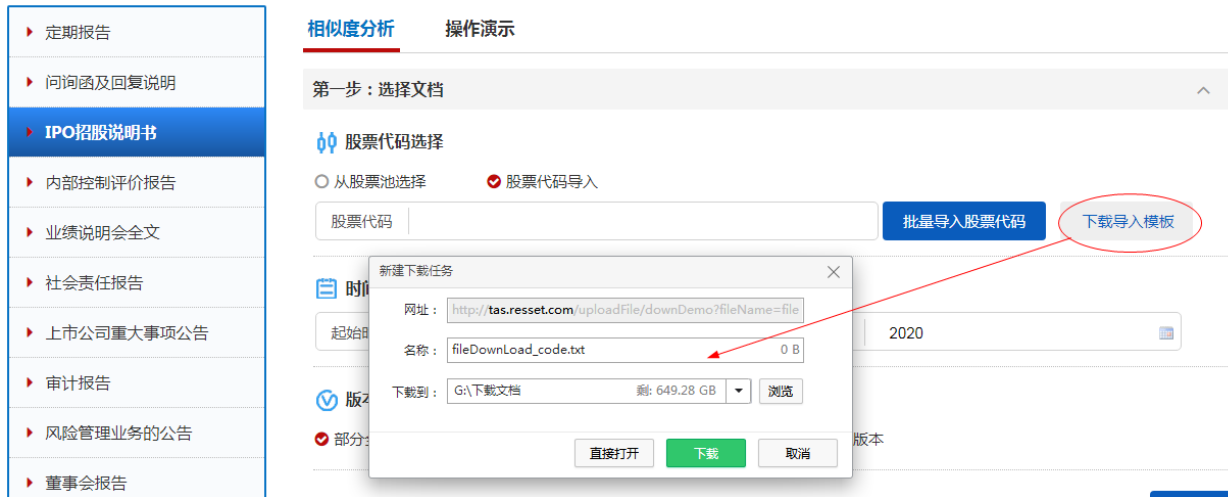 定期报告
问询函及回复说明
IPO招股说明书
内部控制评价报告
业绩说明会全文
社会责任报告
上市公司重大事项公告
审计报告
风险管理业务的公告
董事会报告
相似度分析 操作演示
第一步：选择文档
股票代码选择
从股票池选择 股票代码导入
股票代码 批量导入股票代码 下载导入模板
时间
起始时 2020
版本
部分全 版本
新建下载任务
网址： http://tas.resset.com/uploadFile/downDemo?fileName=file
名称： fileDownLoad_code.txt 0 B
下载到： G:\下载文档 剩: 649.28 GB 浏览
直接打开 下载 取消